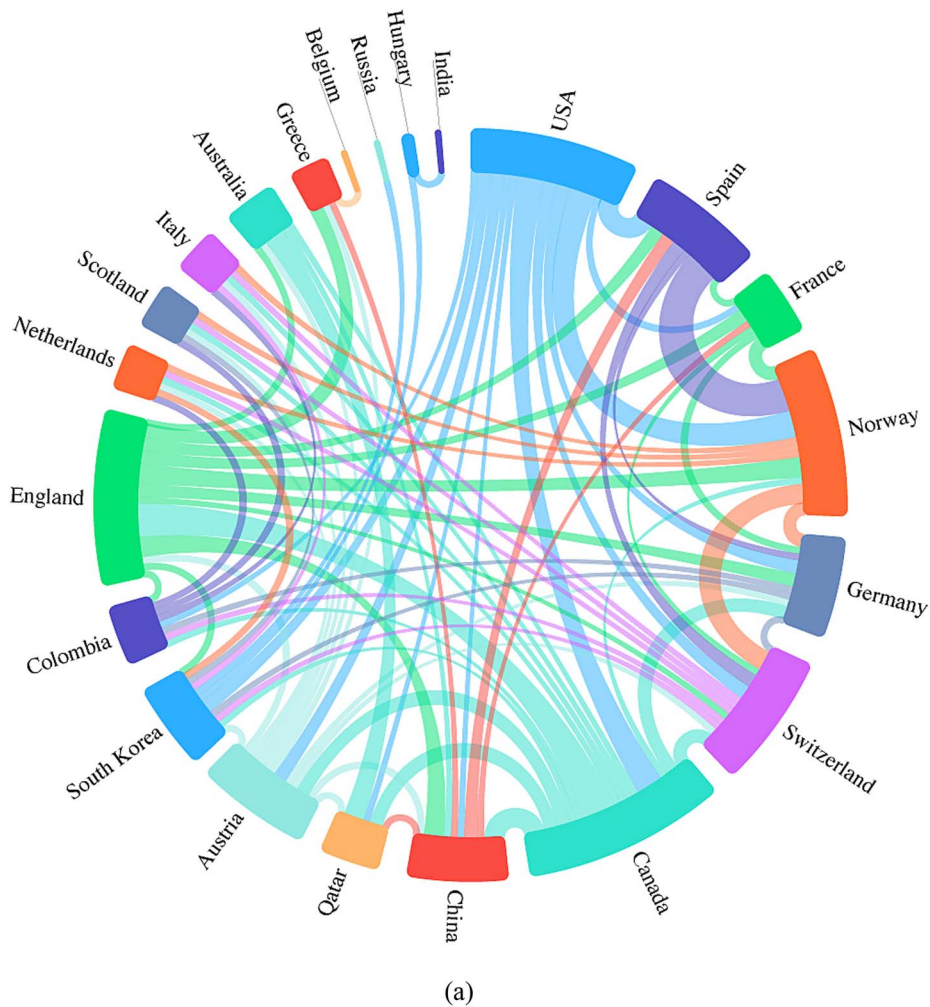 USA
Spain
France
Norway
Germany
Switzerland
Canada
China
Qatar
Austria
South Korea
Colombia
England
Netherlands
Scotland
Italy
Australia
Greece
Belgium
Russia
Hungary
India
(a)